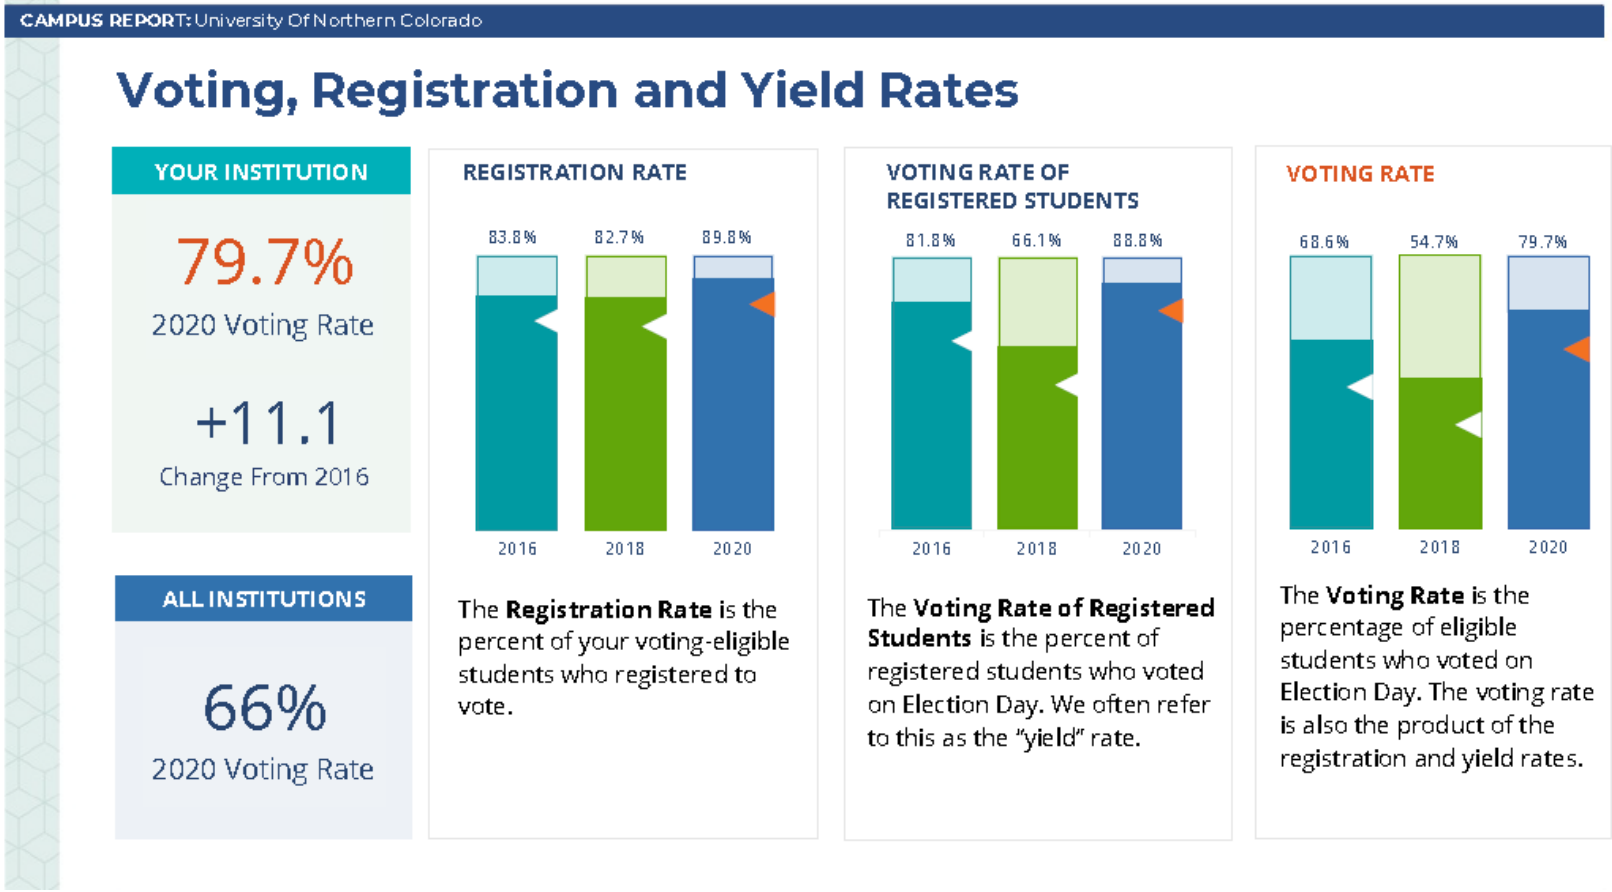 CAMPUS REPORT: University Of Northern Colorado
Voting, Registration and Yield Rates
YOUR INSTITUTION
79.7%
2020 Voting Rate
+11.1
Change From 2016
ALL INSTITUTIONS
66%
2020 Voting Rate
REGISTRATION RATE
83.8% 82.7% 89.8%
2016 2018 2020
The Registration Rate is the
percent of your voting-eligible
students who registered to
vote.
VOTING RATE OF
REGISTERED STUDENTS
81.8% 66.1% 88.8%
2016 2018 2020
The Voting Rate of Registered
Students is the percent of
registered students who voted
on Election Day. We often refer
to this as the “yield” rate.
VOTING RATE
68.6% 54.7% 79.7%
2016 2018 2020
The Voting Rate is the
percentage of eligible
students who voted on
Election Day. The voting rate
is also the product of the
registration and yield rates.